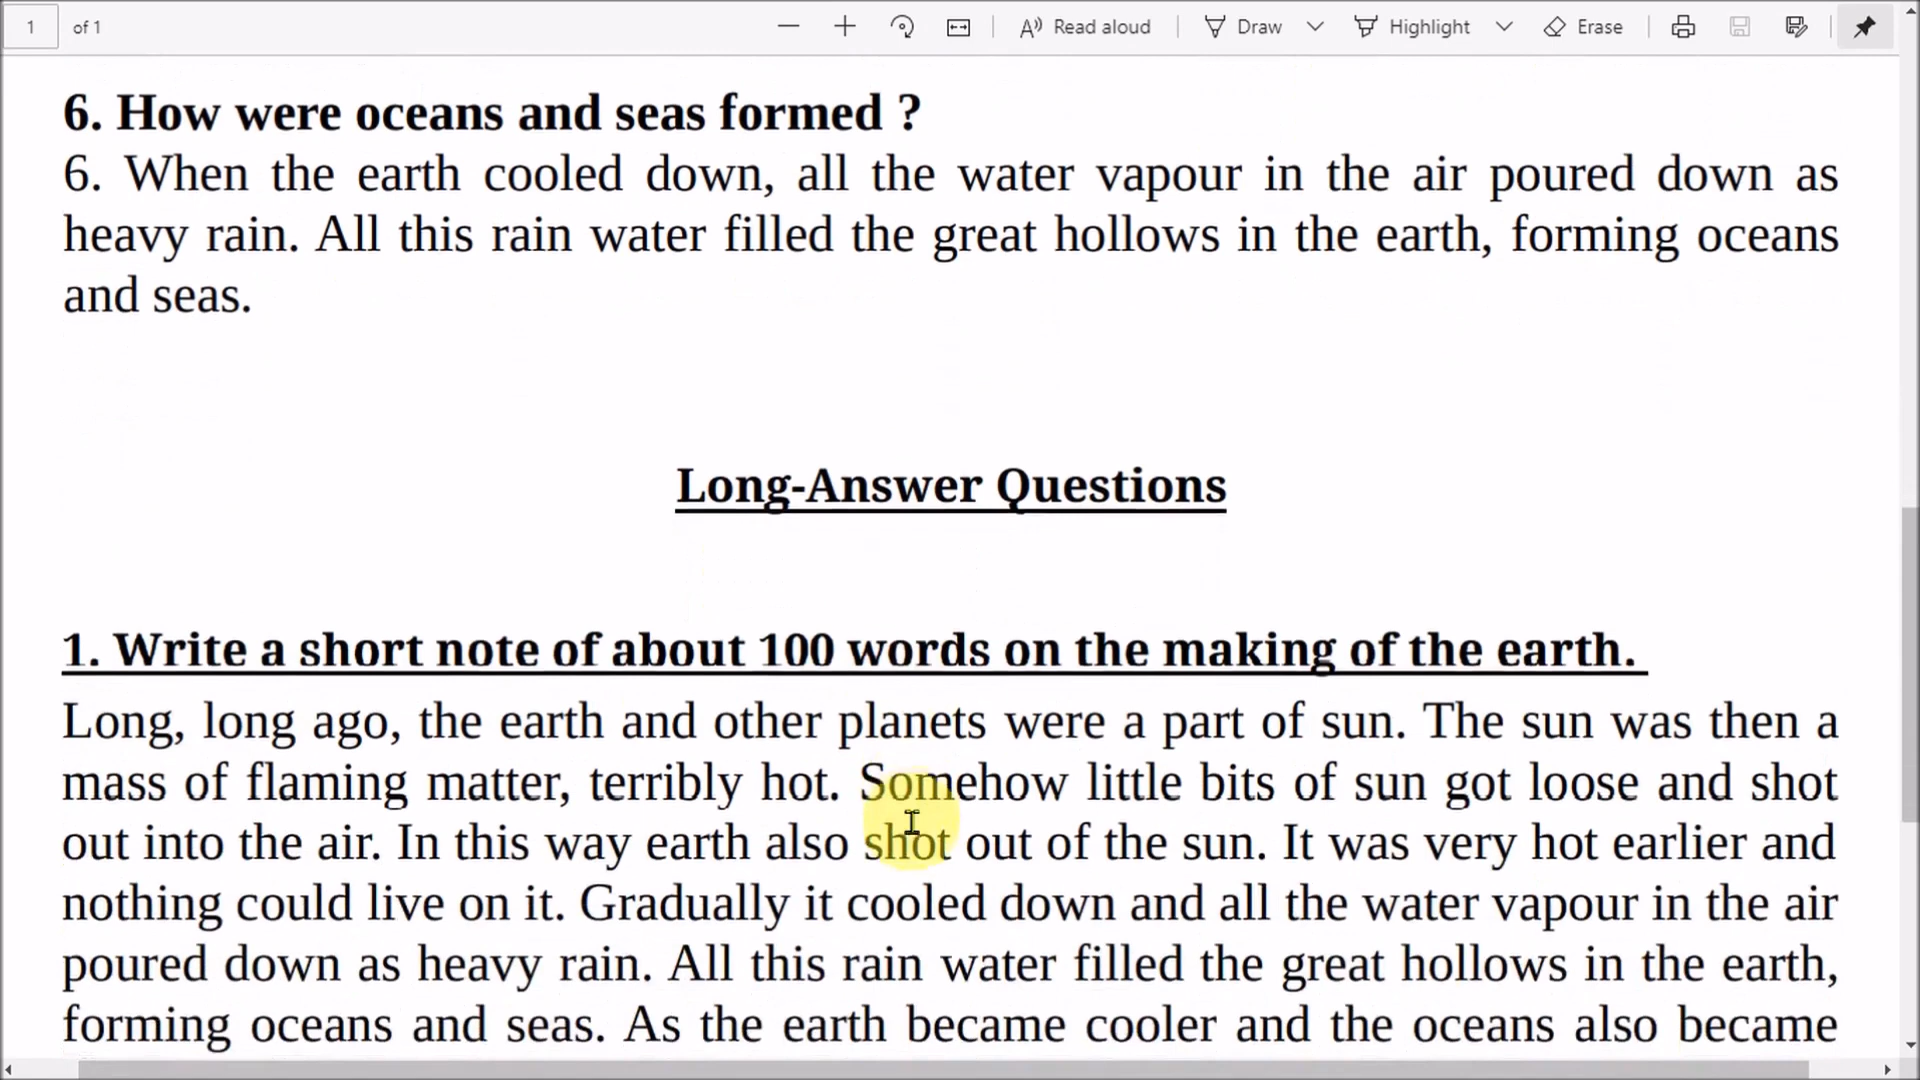 1 of 1 Read aloud Draw Highlight Erase
6. How were oceans and seas formed ?
6. When the earth cooled down, all the water vapour in the air poured down as
heavy rain. All this rain water filled the great hollows in the earth, forming oceans
and seas.
Long-Answer Questions
1. Write a short note of about 100 words on the making of the earth.
Long, long ago, the earth and other planets were a part of sun. The sun was then a
mass of flaming matter, terribly hot. Somehow little bits of sun got loose and shot
out into the air. In this way earth also shot out of the sun. It was very hot earlier and
nothing could live on it. Gradually it cooled down and all the water vapour in the air
poured down as heavy rain. All this rain water filled the great hollows in the earth,
forming oceans and seas. As the earth became cooler and the oceans also became